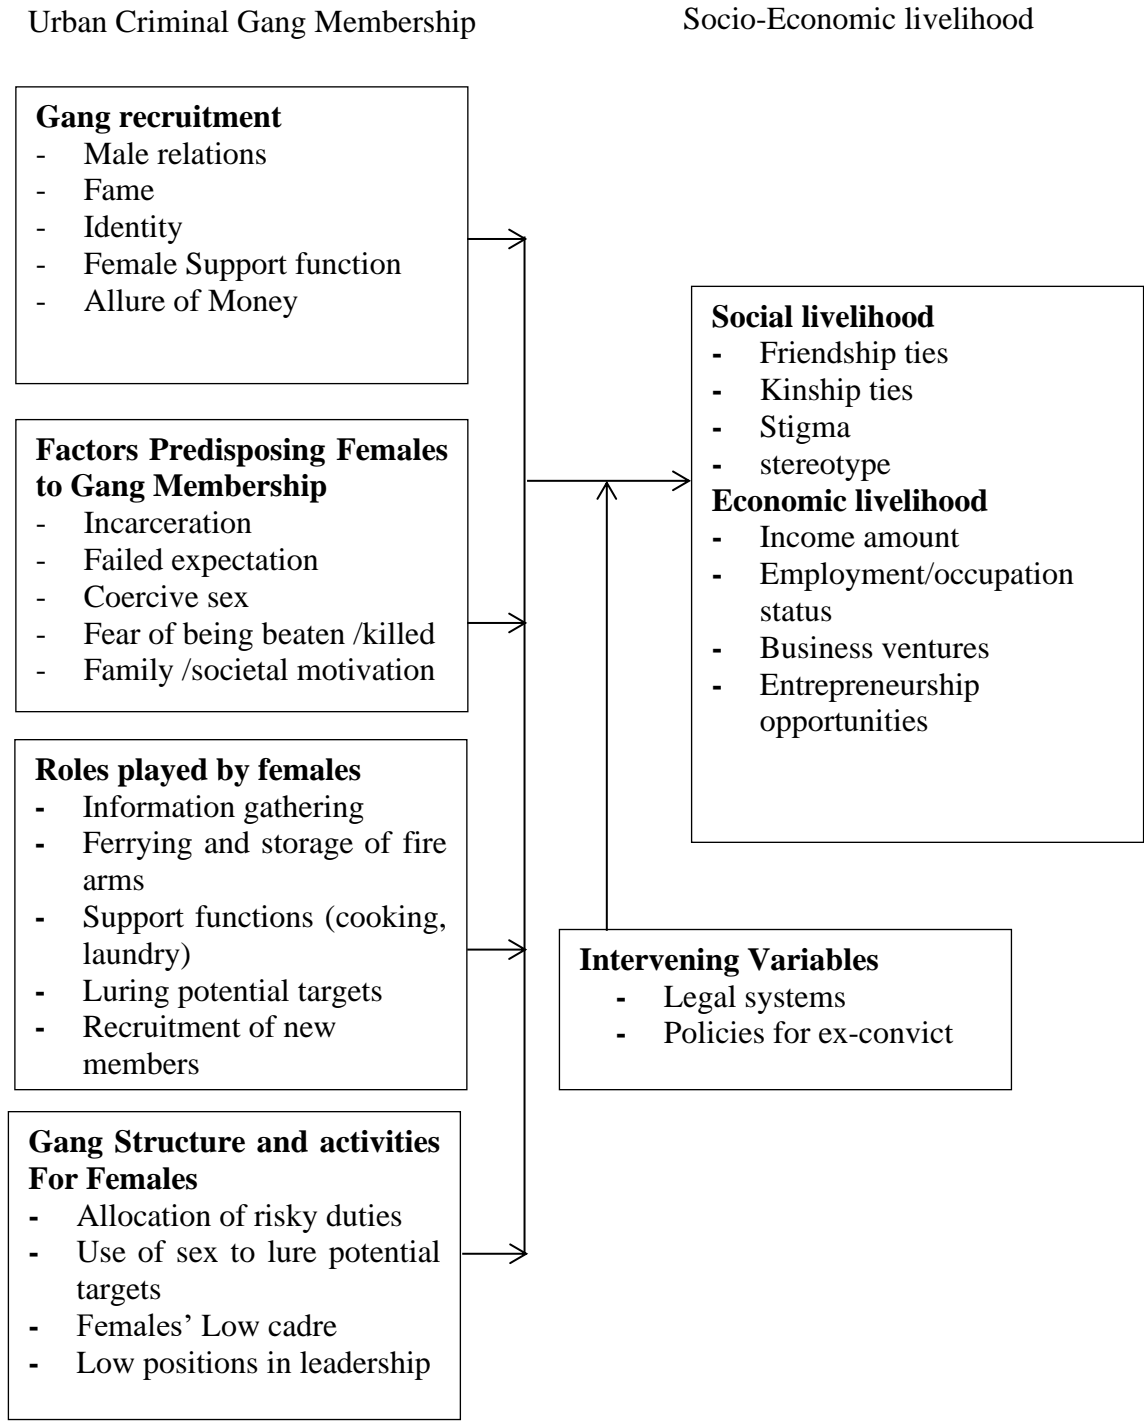 Urban Criminal Gang Membership
Socio-Economic livelihood
Gang recruitment
- Male relations
- Fame
- Identity
- Female Support function
- Allure of Money
Factors Predisposing Females
to Gang Membership
- Incarceration
- Failed expectation
- Coercive sex
- Fear of being beaten /killed
- Family /societal motivation
Roles played by females
- Information gathering
- Ferrying and storage of fire
arms
- Support functions (cooking,
laundry)
- Luring potential targets
- Recruitment of new
members
Gang Structure and activities
For Females
- Allocation of risky duties
- Use of sex to lure potential
targets
- Females’ Low cadre
- Low positions in leadership
Social livelihood
- Friendship ties
- Kinship ties
- Stigma
- stereotype
Economic livelihood
- Income amount
- Employment/occupation
status
- Business ventures
- Entrepreneurship
opportunities
Intervening Variables
- Legal systems
- Policies for ex-convict